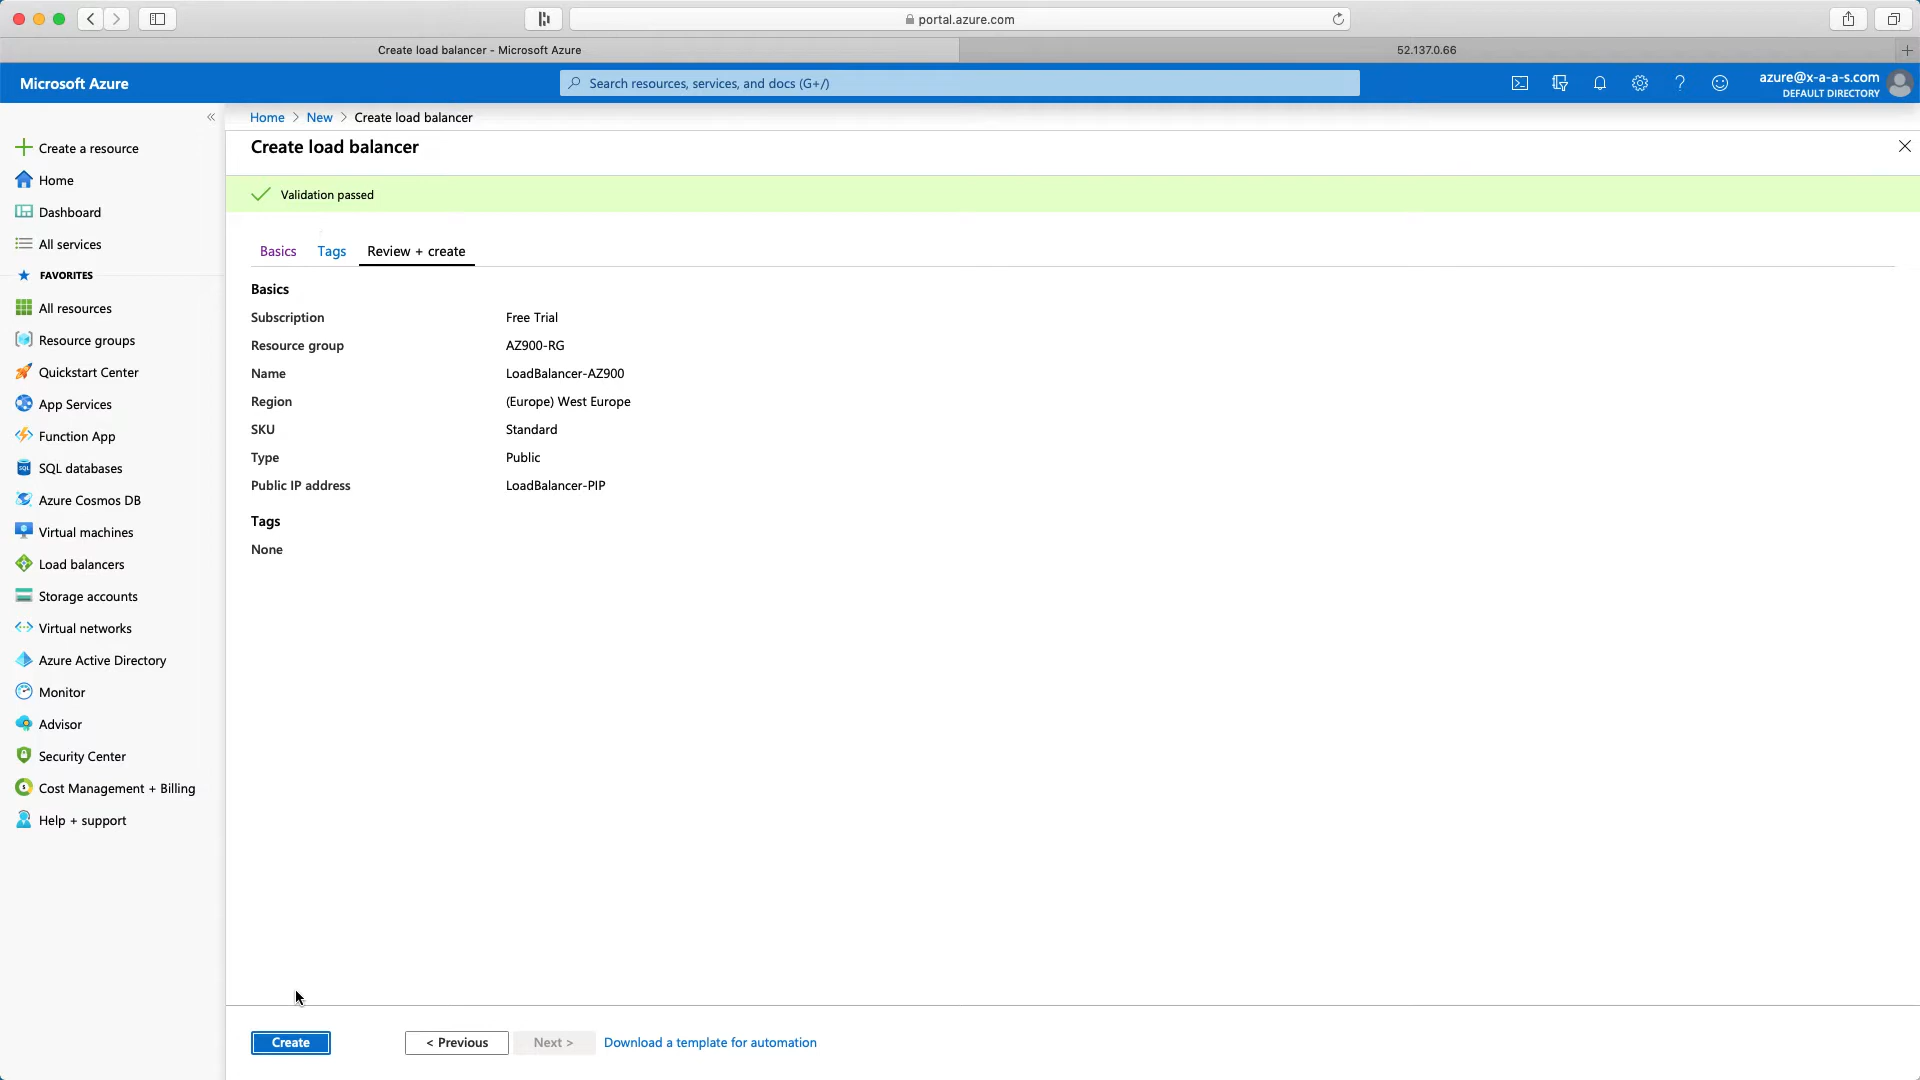 portal.azure.com
Create load balancer - Microsoft Azure
52.137.0.66
Microsoft Azure
Search resources, services, and docs (G+/)
azure@x-a-a-s.com
DEFAULT DIRECTORY
Home > New > Create load balancer
Create load balancer
Validation passed
Create a resource
Home
Dashboard
All services
FAVORITES
All resources
Resource groups
Quickstart Center
App Services
Function App
SQL databases
Azure Cosmos DB
Virtual machines
Load balancers
Storage accounts
Virtual networks
Azure Active Directory
Monitor
Advisor
Security Center
Cost Management + Billing
Help + support
Basics Tags Review + create
Basics
Subscription Free Trial
Resource group AZ900-RG
Name LoadBalancer-AZ900
Region (Europe) West Europe
SKU Standard
Type Public
Public IP address LoadBalancer-PIP
Tags
None
Create < Previous Next > Download a template for automation